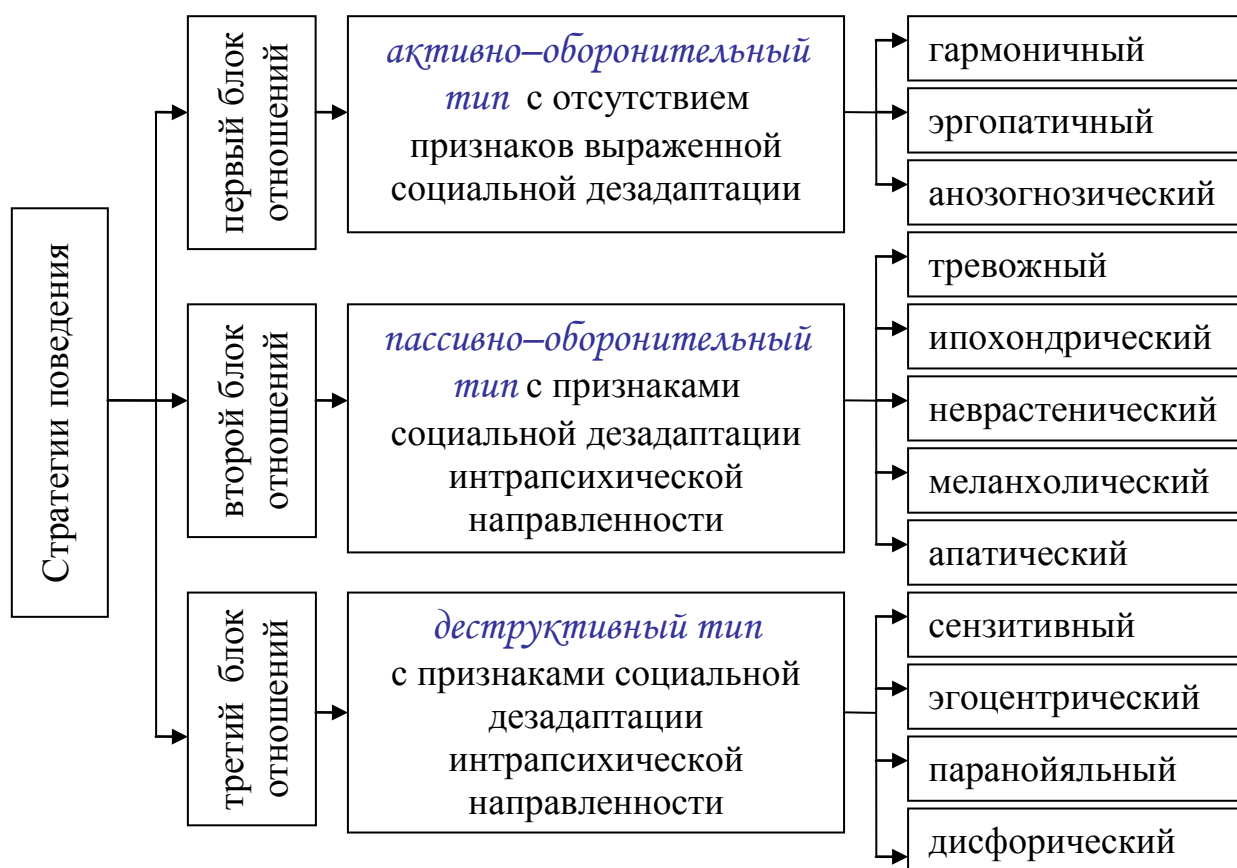 Стратегии поведения
первый блок
отношений
активно–оборонительный
тип с отсутствием
признаков выраженной
социальной дезадаптации
гармоничный
эргопатичный
анозогнозический
второй блок
отношений
пассивно–оборонительный
тип с признаками
социальной дезадаптации
интрапсихической
направленности
тревожный
ипохондрический
неврастенический
меланхолический
апатический
третий блок
отношений
деструктивный тип
с признаками социальной
дезадаптации
интрапсихической
направленности
сензитивный
эгоцентрический
паранойяльный
дисфорический